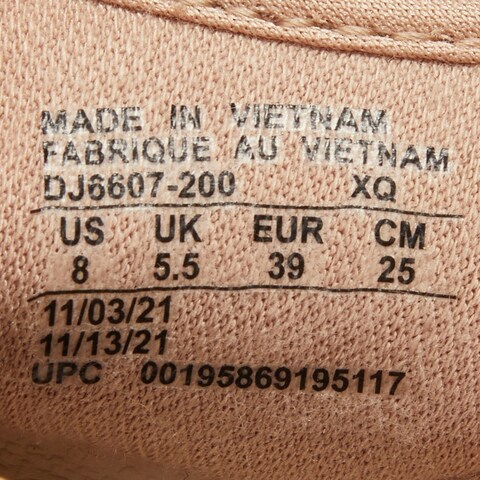 MADE IN VIETNAM
FABRIQUE AU VIETNAM
DJ6607-200 XQ
US UK EUR CM
8 5.5 39 25
11/03/21
11/13/21
UPC 00195869195117